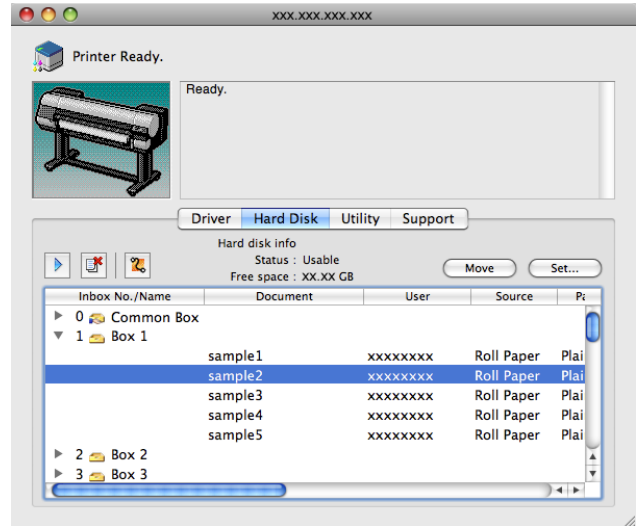 xxx.xxx.xxx.xxx
Printer Ready.
Ready.
Driver Hard Disk Utility Support
Hard disk info
Status : Usable
Free space : XX.XX GB
Move Set...
Inbox No./Name Document User Source Pa
0 Common Box
1 Box 1
sample1 xxxxxxxx Roll Paper Plai
sample2 xxxxxxxx Roll Paper Plai
sample3 xxxxxxxx Roll Paper Plai
sample4 xxxxxxxx Roll Paper Plai
sample5 xxxxxxxx Roll Paper Plai
2 Box 2
3 Box 3